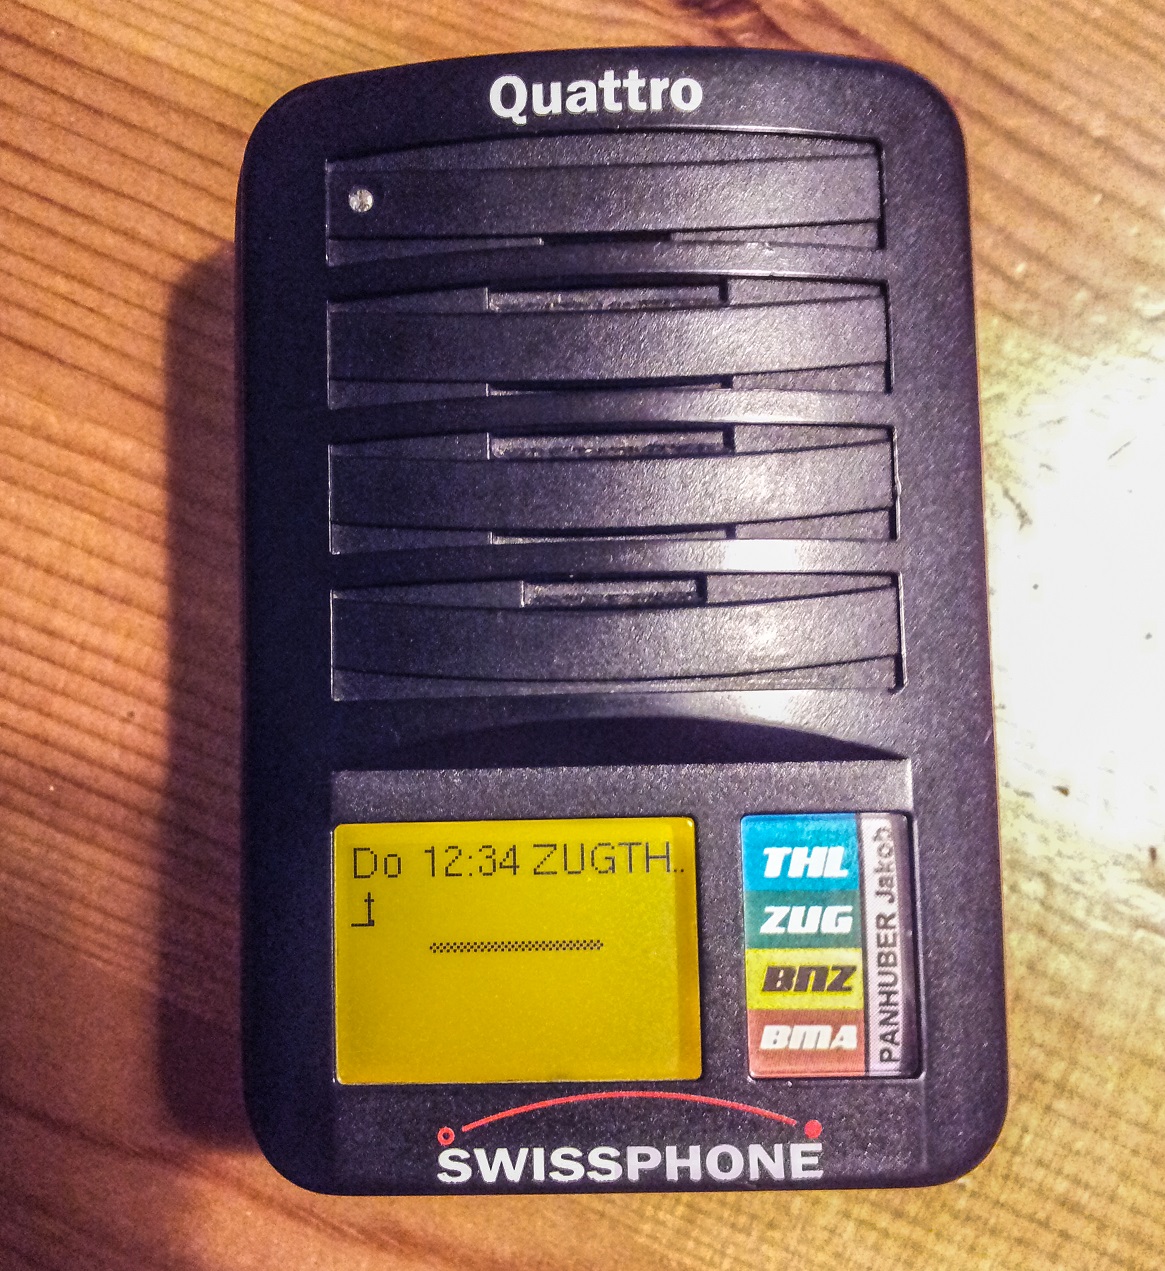 Quattro
Do 12:34 ZUGTH..
THL
ZUG
BNZ
BMA
PANHUBER Jakob
SWISSPHONE